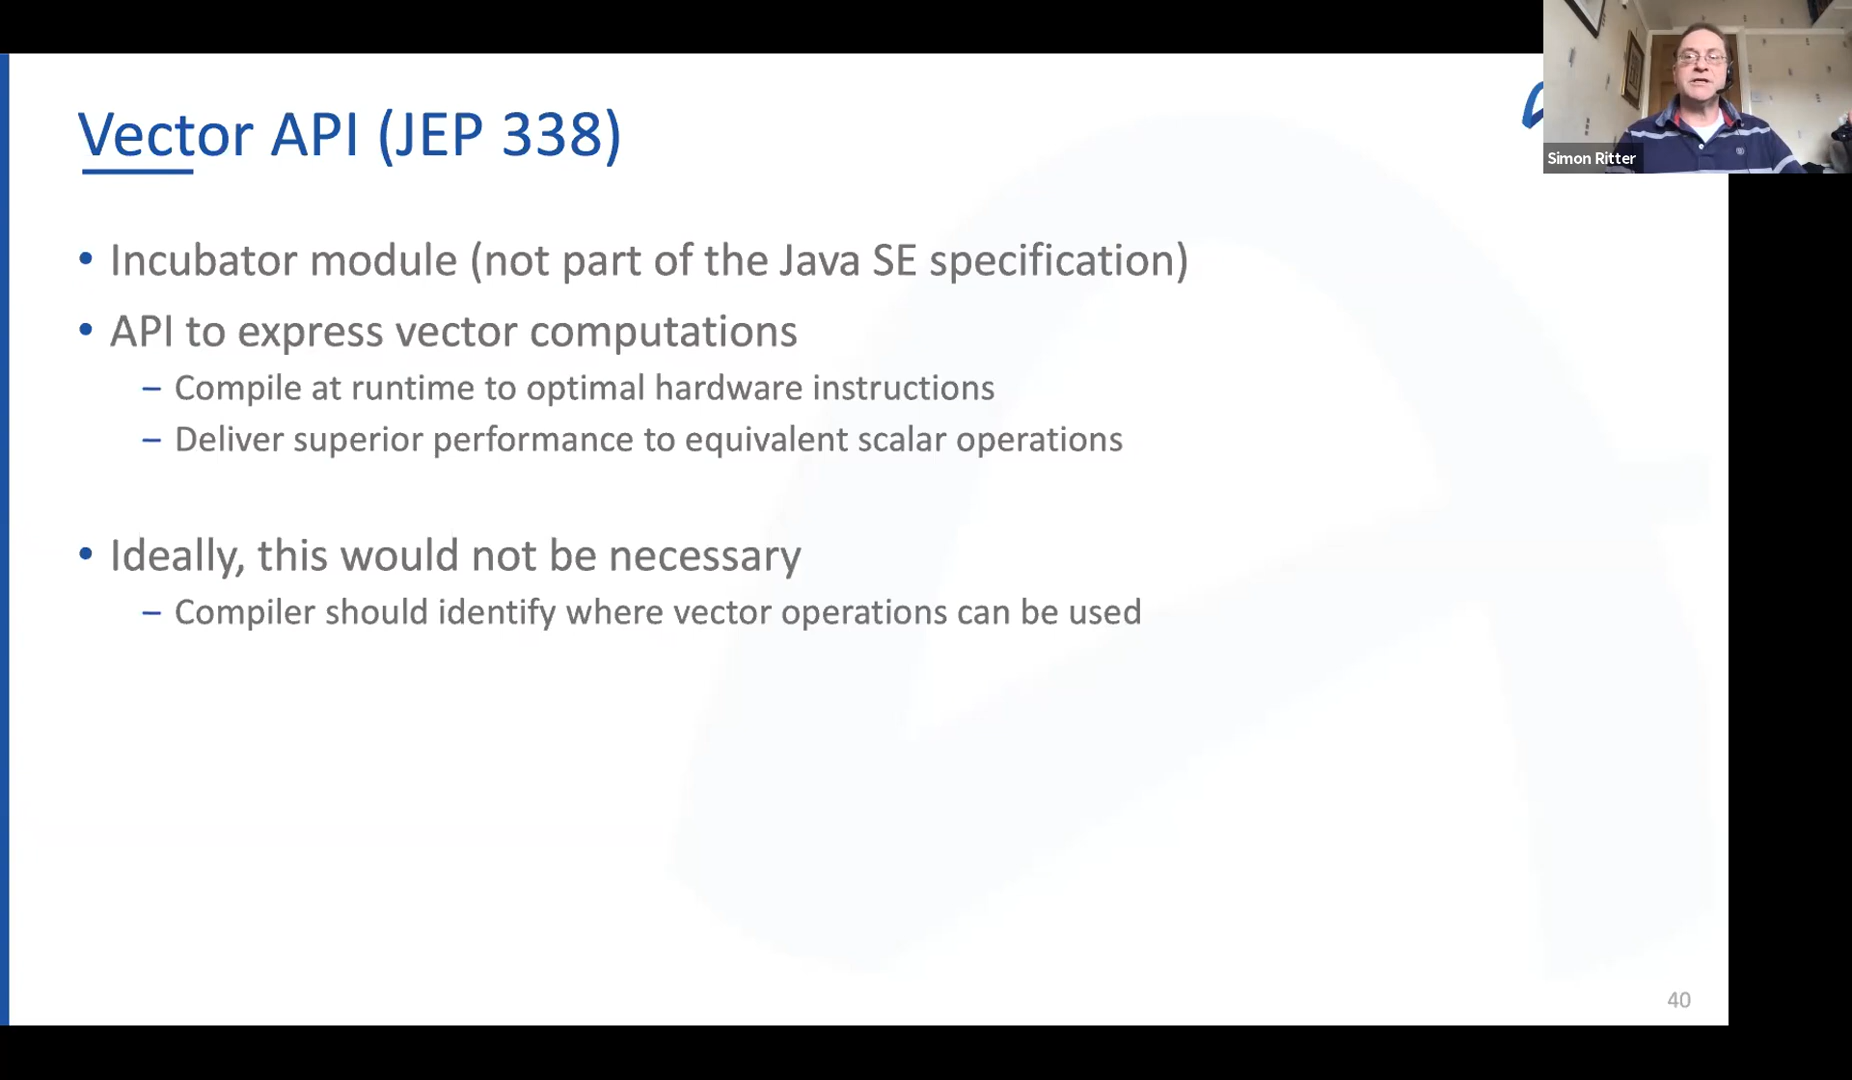 Vector API (JEP 338)
Simon Ritter
• Incubator module (not part of the Java SE specification)
• API to express vector computations
– Compile at runtime to optimal hardware instructions
– Deliver superior performance to equivalent scalar operations
• Ideally, this would not be necessary
– Compiler should identify where vector operations can be used
40